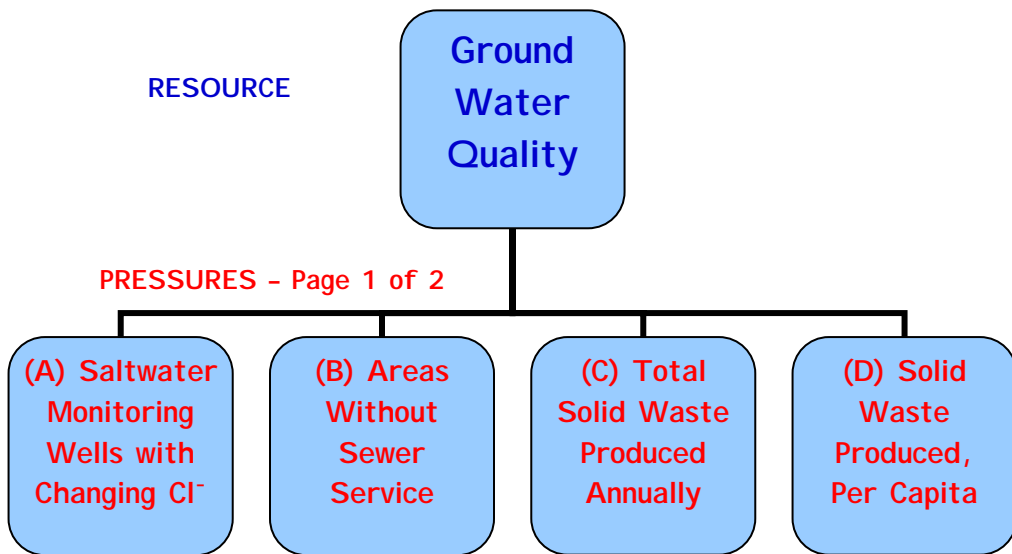 Ground
Water
Quality
RESOURCE
PRESSURES – Page 1 of 2
(A) Saltwater
Monitoring
Wells with
Changing Cl⁻
(B) Areas
Without
Sewer
Service
(C) Total
Solid Waste
Produced
Annually
(D) Solid
Waste
Produced,
Per Capita